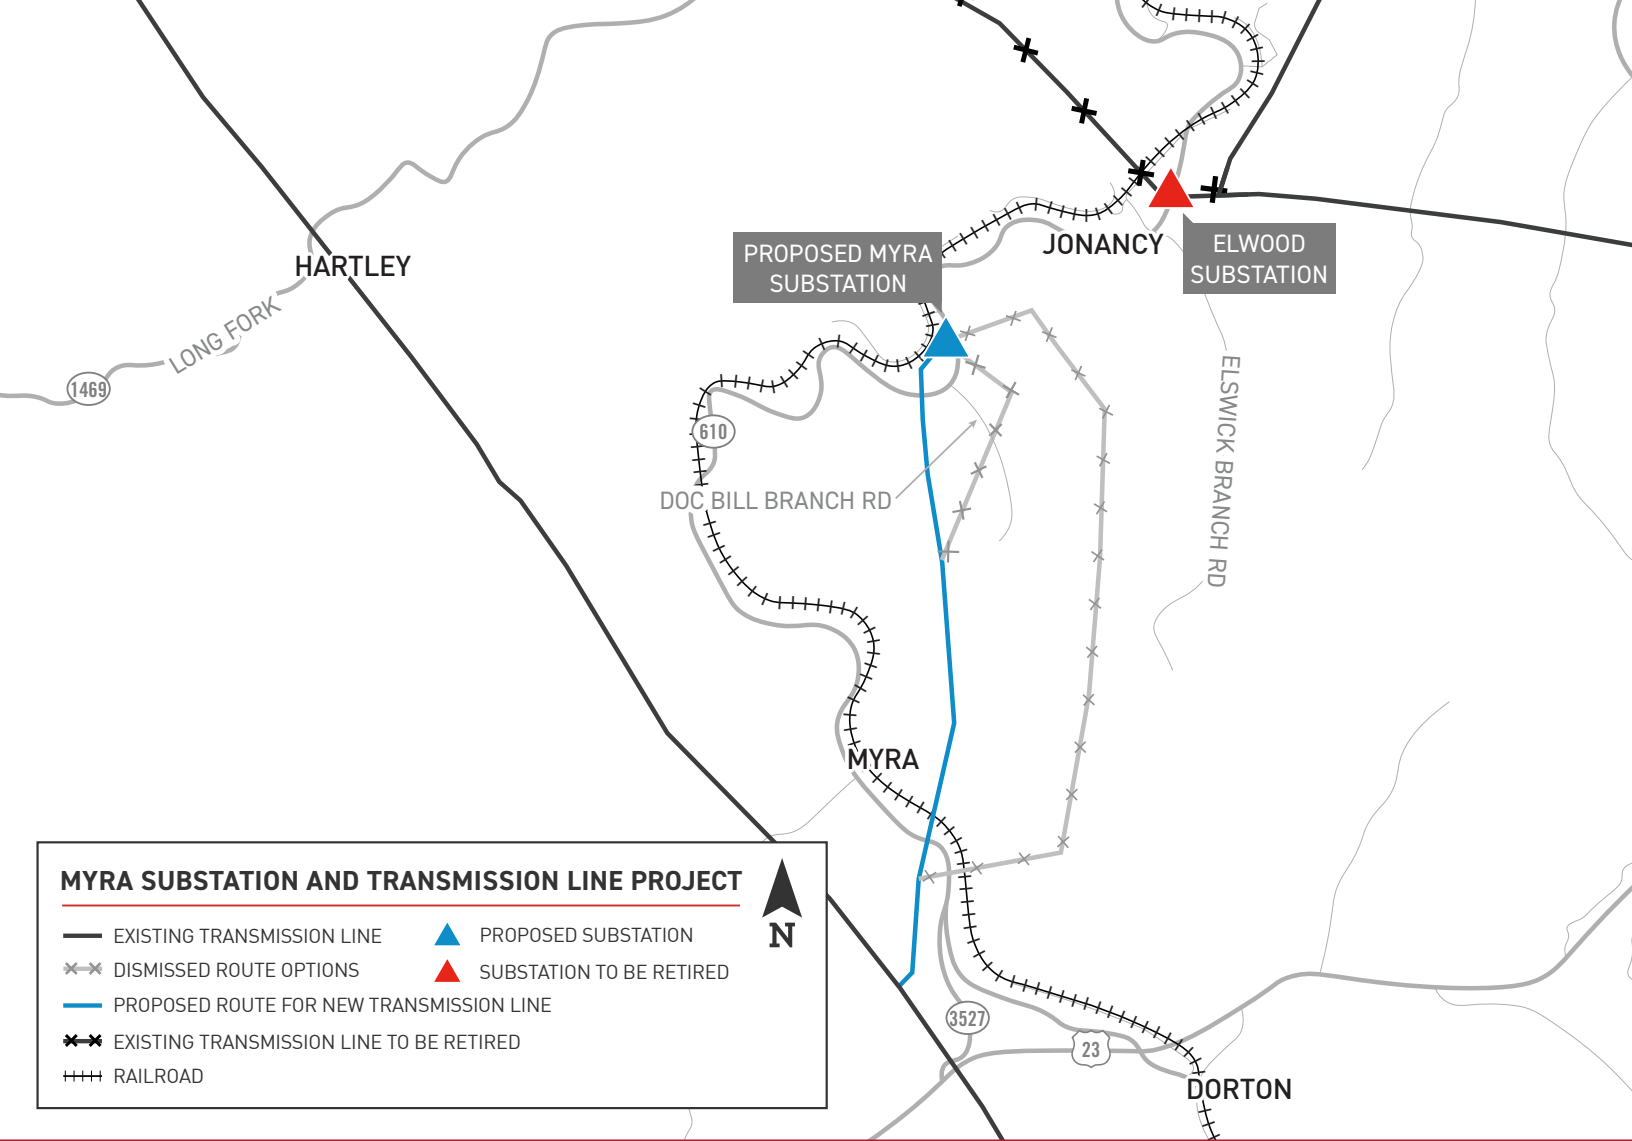 HARTLEY
LONG FORK
1469
JONANCY
PROPOSED MYRA
SUBSTATION
ELWOOD
SUBSTATION
ELSWICK BRANCH RD
610
DOC BILL BRANCH RD
MYRA
3527
23
DORTON
MYRA SUBSTATION AND TRANSMISSION LINE PROJECT
N
EXISTING TRANSMISSION LINE
DISMISSED ROUTE OPTIONS
PROPOSED ROUTE FOR NEW TRANSMISSION LINE
EXISTING TRANSMISSION LINE TO BE RETIRED
RAILROAD
PROPOSED SUBSTATION
SUBSTATION TO BE RETIRED